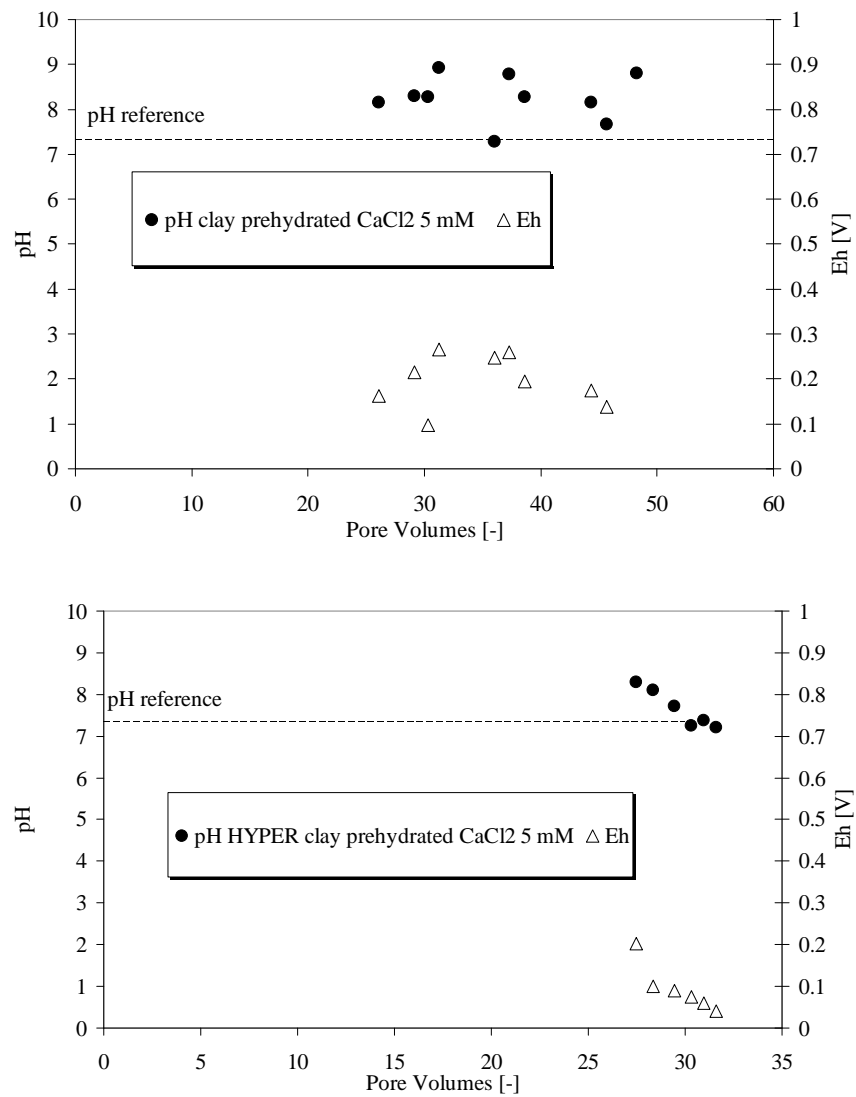 10 1
9 0.9
8 0.8
pH reference
7 0.7
6 0.6
pH clay prehydrated CaCl2 5 mM Eh
5 0.5
4 0.4
3 0.3
2 0.2
1 0.1
0 0
pH
Eh [V]
0 10 20 30 40 50 60
Pore Volumes [-]
10 1
9 0.9
8 0.8
pH reference
7 0.7
6 0.6
5 0.5
pH HYPER clay prehydrated CaCl2 5 mM Eh
4 0.4
3 0.3
2 0.2
1 0.1
0 0
pH
Eh [V]
0 5 10 15 20 25 30 35
Pore Volumes [-]